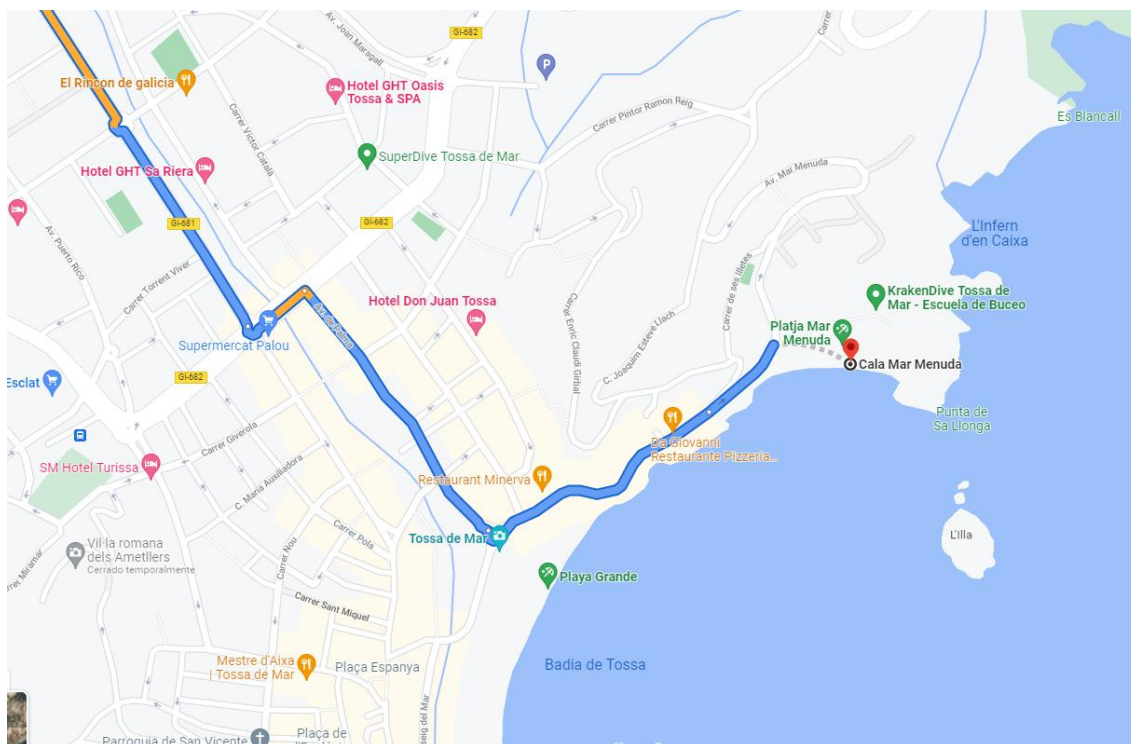 GI-682
Av. Joan Maragall
P
El Rincon de galicia
Hotel GHT Oasis
Tossa & SPA
Carrer Pintor Ramon Reig
Es Blancall
Carrer Víctor Català
SuperDive Tossa de Mar
Hotel GHT Sa Riera
Av. Mar Menuda
GI-681
GI-682
L'Infern
d'en Caixa
Av. Puerto Rico
Carrer Torrent Viver
Carrer de ses Illetes
KrakenDive Tossa de
Mar - Escuela de Buceo
Hotel Don Juan Tossa
Av. de Palma
Carrer Enric Claudi Girbal
Platja Mar
Menuda
Supermercat Palou
C. Joaquim Esteve Llach
Cala Mar Menuda
GI-682
Esclat
Punta de
Sa Llonga
Carrer Giverola
Da Giovanni
Restaurante Pizzería...
SM Hotel Turissa
C. Maria Auxiliadora
Restaurant Minerva
Tossa de Mar
L'Illa
Carrer Pola
Vil·la romana
dels Ametllers
Cerrado temporalmente
Carrer Nou
Playa Grande
Carrer Miramar
Carrer Sant Miquel
Mestre d'Aixa
| Tossa de Mar
Plaça Espanya
Badia de Tossa
Parroquia de San Vicente
Plaça de